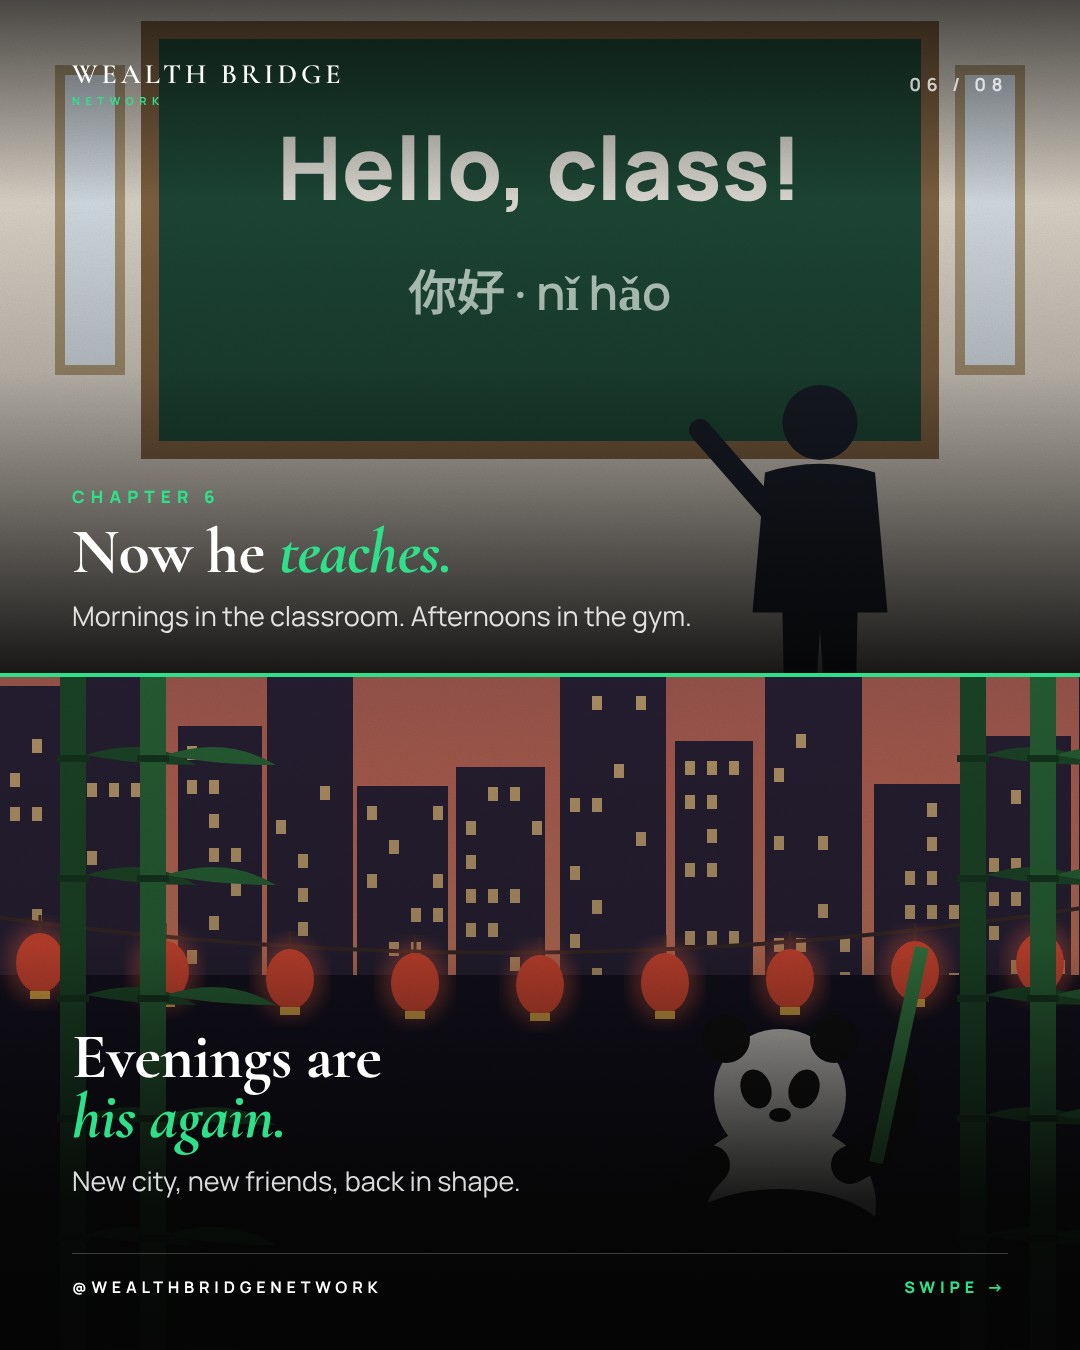 WEALTH BRIDGE
NETWORK
06 / 08
Hello, class!
你好 · nǐ hǎo
CHAPTER 6
Now he teaches.
Mornings in the classroom. Afternoons in the gym.
Evenings are
his again.
New city, new friends, back in shape.
@WEALTHBRIDGENETWORK
SWIPE →